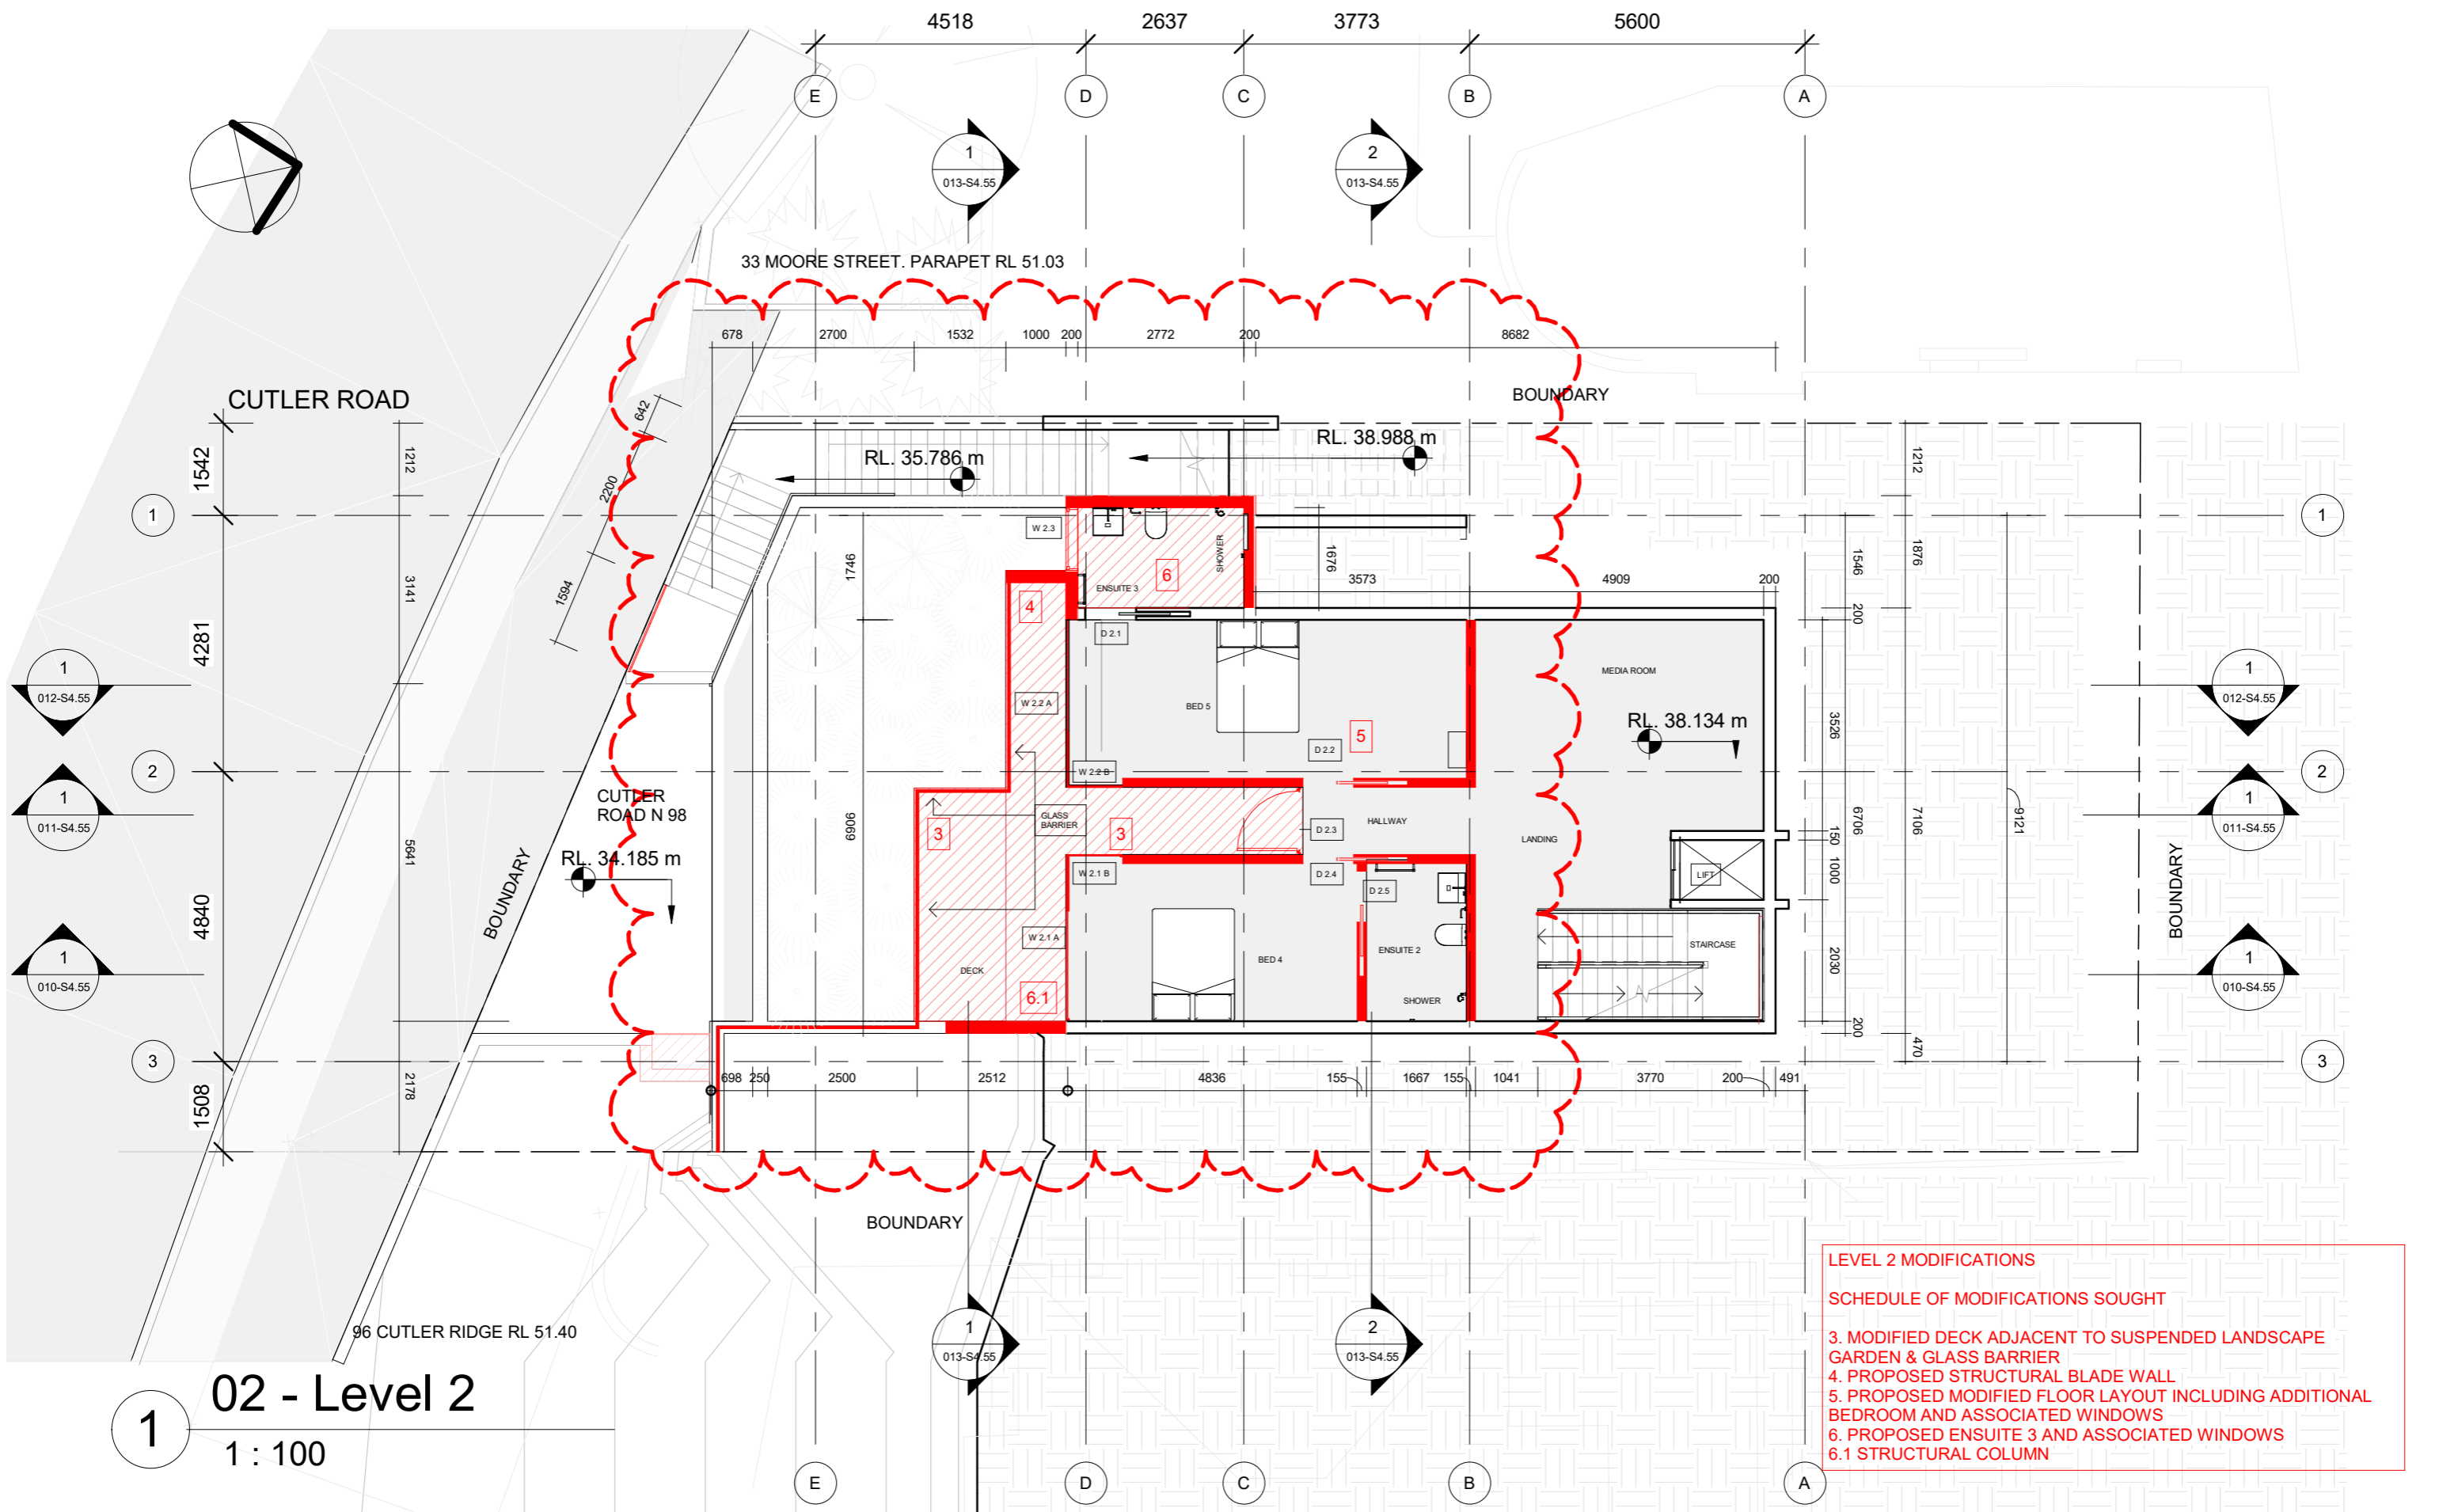 4518 2637 3773 5600
E D C B A
1 2
013-S4.55 013-S4.55
33 MOORE STREET. PARAPET RL 51.03
678 2700 1532 1000 200 2772 200 8682
CUTLER ROAD
BOUNDARY
642
1542
1212
RL. 35.786 m
RL. 38.988 m
1212
2200
1 1
W 2.3
1746
SHOWER
1676
1546
1876
1594
3141
ENSUITE 3
6
4
3573 4909 200
200
4281
D 2.1
1
012-S4.55
MEDIA ROOM
1
012-S4.55
W 2.2 A
BED 5
RL. 38.134 m
3526
5
D 2.2
2
W 2.2 B
2
CUTLER
ROAD N 98
1
011-S4.55
GLASS
BARRIER
3
3
D 2.3
HALLWAY
LANDING
6906
6706
7106
9121
1
011-S4.55
150
RL. 34.185 m
5641
W 2.1 B
D 2.4
D 2.5
LIFT
1000
BOUNDARY
BOUNDARY
4840
W 2.1 A
BED 4
ENSUITE 2
STAIRCASE
2030
1
010-S4.55
DECK
6.1
SHOWER
1
010-S4.55
200
470
3 3
698 250 2500 2512 4836 155 1667 155 1041 3770 200 491
1508
2178
BOUNDARY
96 CUTLER RIDGE RL 51.40
1 2
013-S4.55 013-S4.55
1
02 - Level 2
1 : 100
E D C B A
LEVEL 2 MODIFICATIONS
SCHEDULE OF MODIFICATIONS SOUGHT
3. MODIFIED DECK ADJACENT TO SUSPENDED LANDSCAPE
GARDEN & GLASS BARRIER
4. PROPOSED STRUCTURAL BLADE WALL
5. PROPOSED MODIFIED FLOOR LAYOUT INCLUDING ADDITIONAL
BEDROOM AND ASSOCIATED WINDOWS
6. PROPOSED ENSUITE 3 AND ASSOCIATED WINDOWS
6.1 STRUCTURAL COLUMN